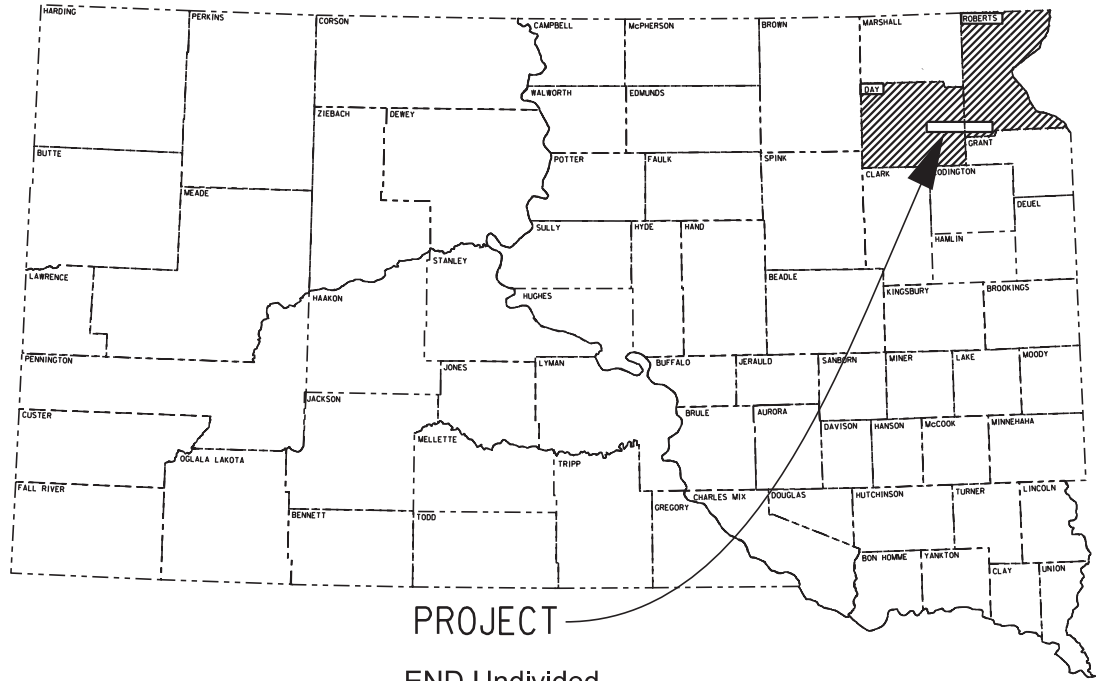 HARDING
PERKINS
CORSON
CAMPBELL
McPHERSON
BROWN
MARSHALL
ROBERTS
WALWORTH
EDMUNDS
DAY
ZIEBACH
DEWEY
GRANT
BUTTE
POTTER
FAULK
SPINK
CLARK
ODINGTON
MEADE
DEUEL
SULLY
HYDE
HAND
HAMLIN
STANLEY
LAWRENCE
BEADLE
HAAKON
HUGHES
KINGSBURY
BROOKINGS
PENNINGTON
JONES
LYMAN
BUFFALO
JERAULD
SANBORN
MINER
LAKE
MOODY
JACKSON
CUSTER
BRULE
AURORA
DAVISON
HANSON
McCOOK
MINNEHAHA
MELLETTE
OGLALA LAKOTA
TRIPP
FALL RIVER
CHARLES MIX
DOUGLAS
HUTCHINSON
TURNER
LINCOLN
GREGORY
BENNETT
TODD
BON HOMME
YANKTON
CLAY
UNION
PROJECT
END Undivided